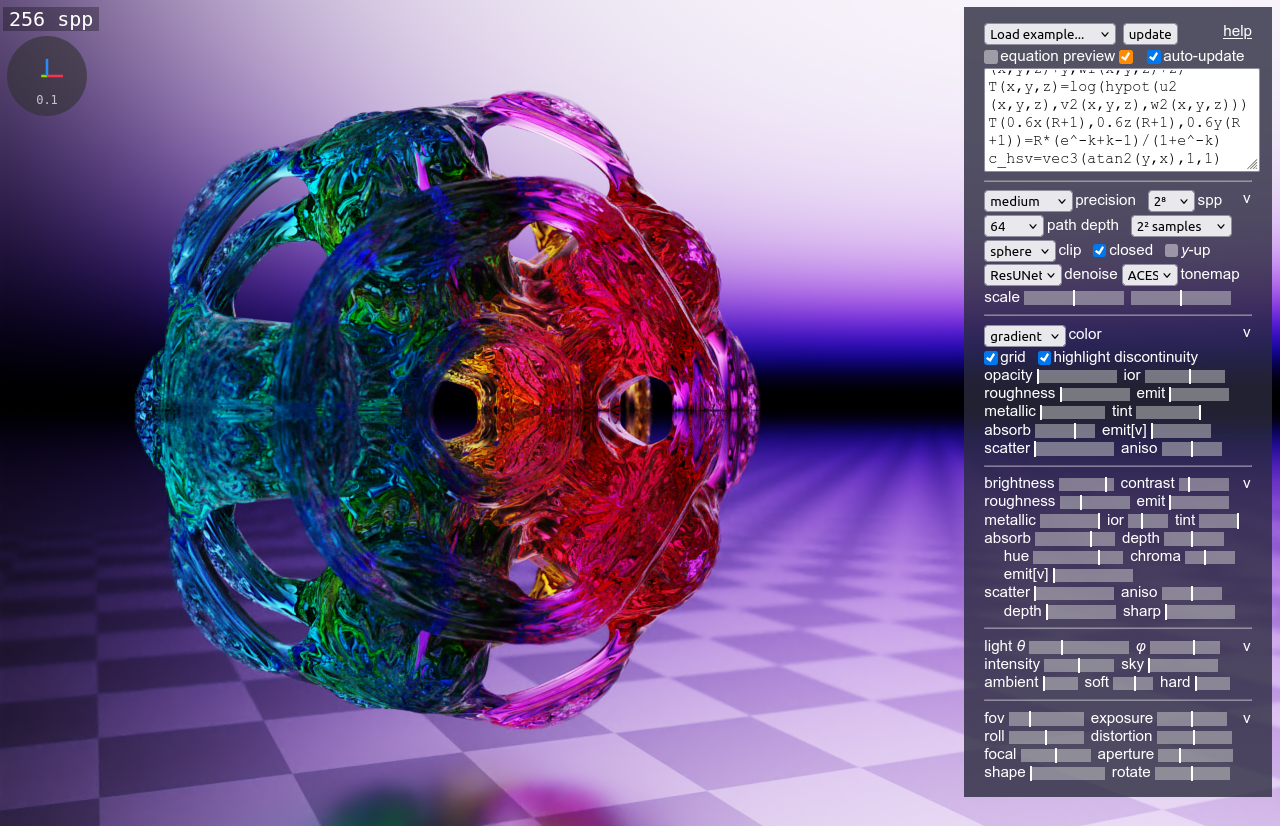 256 spp
0.1
Load example... update help
equation preview auto-update
(x,y,z)+y,w1(x,y,z)+z)
T(x,y,z)=log(hypot(u2
(x,y,z),v2(x,y,z),w2(x,y,z)))
T(0.6x(R+1),0.6z(R+1),0.6y(R
+1))=R*(e^-k+k-1)/(1+e^-k)
c_hsv=vec3(atan2(y,x),1,1)
medium precision 2⁸ spp v
64 path depth 2² samples
sphere clip closed y-up
ResUNet denoise ACES tonemap
scale
gradient color v
grid highlight discontinuity
opacity ior
roughness emit
metallic tint
absorb emit[v]
scatter aniso
brightness contrast v
roughness emit
metallic ior tint
absorb depth
hue chroma
emit[v]
scatter aniso
depth sharp
light θ φ v
intensity sky
ambient soft hard
fov exposure v
roll distortion
focal aperture
shape rotate